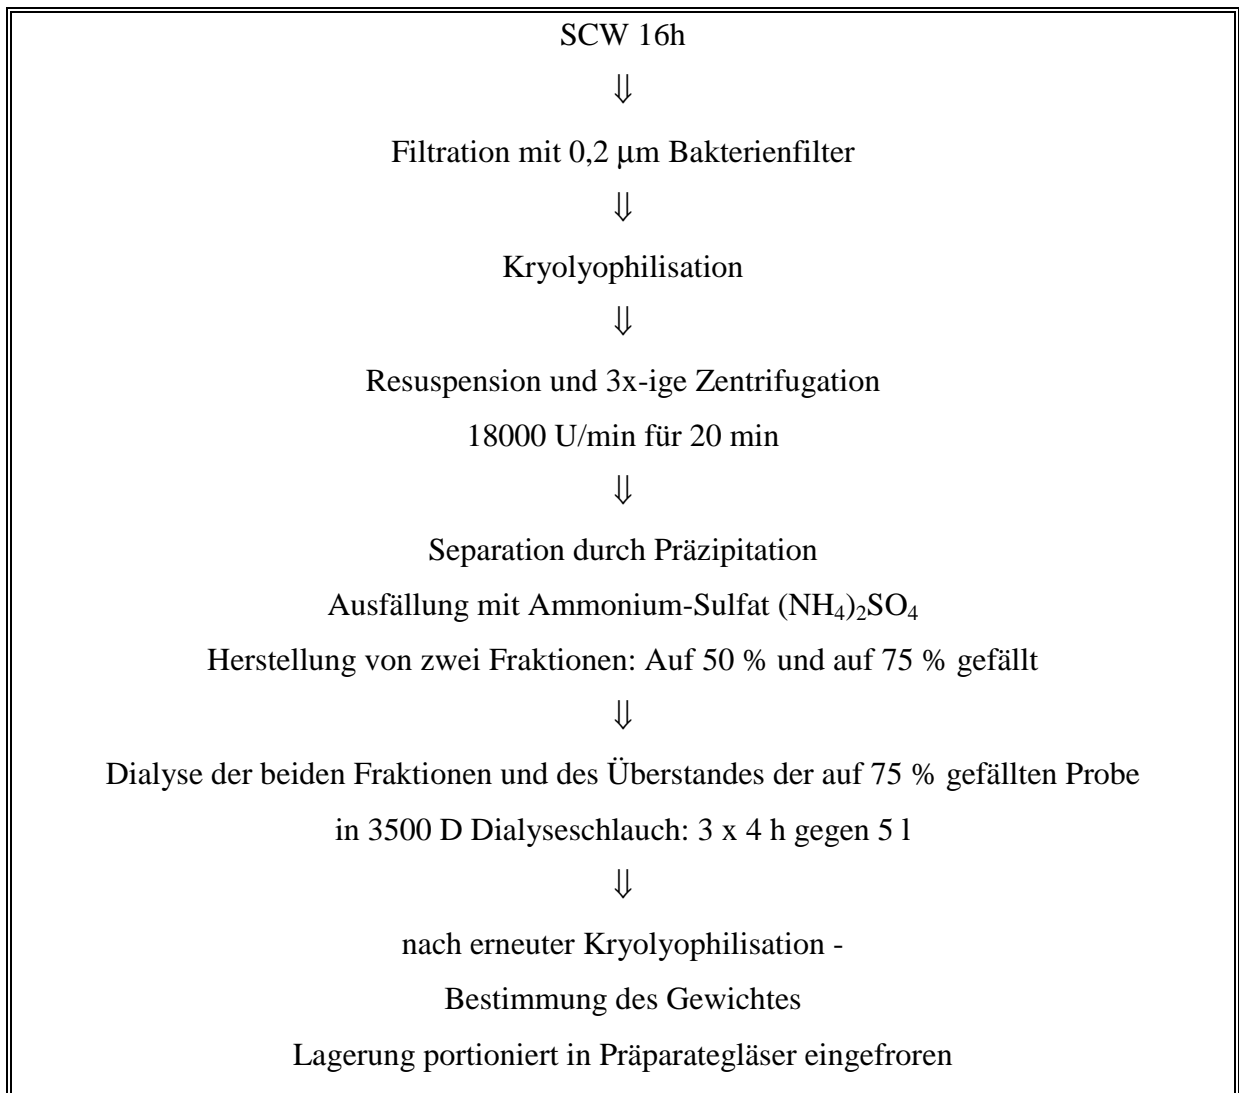 SCW 16h
⇓
Filtration mit 0,2 μm Bakterienfilter
⇓
Kryolyophilisation
⇓
Resuspension und 3x-ige Zentrifugation
18000 U/min für 20 min
⇓
Separation durch Präzipitation
Ausfällung mit Ammonium-Sulfat (NH₄)₂SO₄
Herstellung von zwei Fraktionen: Auf 50 % und auf 75 % gefällt
⇓
Dialyse der beiden Fraktionen und des Überstandes der auf 75 % gefällten Probe
in 3500 D Dialyseschlauch: 3 x 4 h gegen 5 l
⇓
nach erneuter Kryolyophilisation -
Bestimmung des Gewichtes
Lagerung portioniert in Präparategläser eingefroren